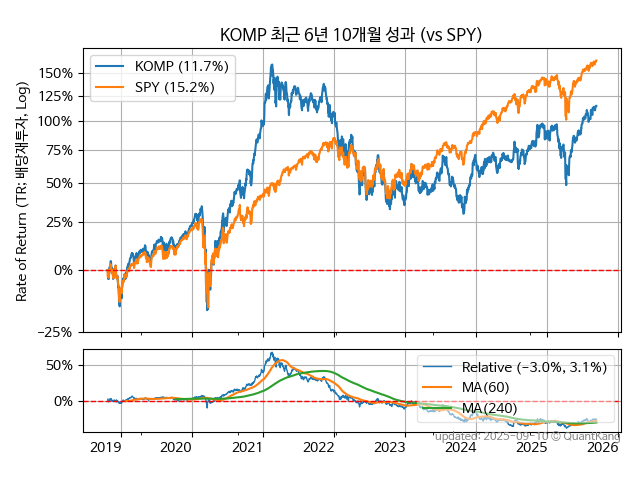 KOMP 최근 6년 10개월 성과 (vs SPY)
Rate of Return (TR: 배당재투자, Log)
150%
125%
100%
75%
50%
25%
0%
−25%
KOMP (11.7%)
SPY (15.2%)
50%
0%
Relative (−3.0%, 3.1%)
MA(60)
MA(240)
*updated: 2025-09-10 © QuantKang
2019
2020
2021
2022
2023
2024
2025
2026